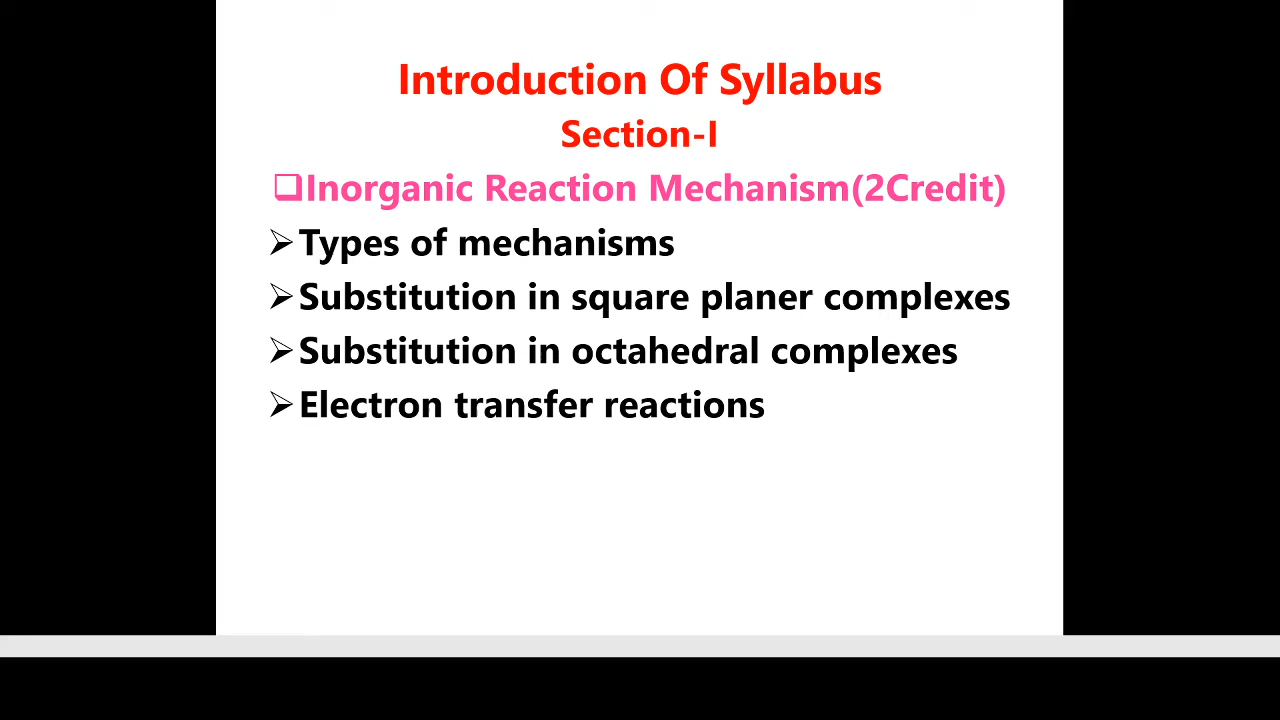 Introduction Of Syllabus
Section-I
❑Inorganic Reaction Mechanism(2Credit)
➢Types of mechanisms
➢Substitution in square planer complexes
➢Substitution in octahedral complexes
➢Electron transfer reactions